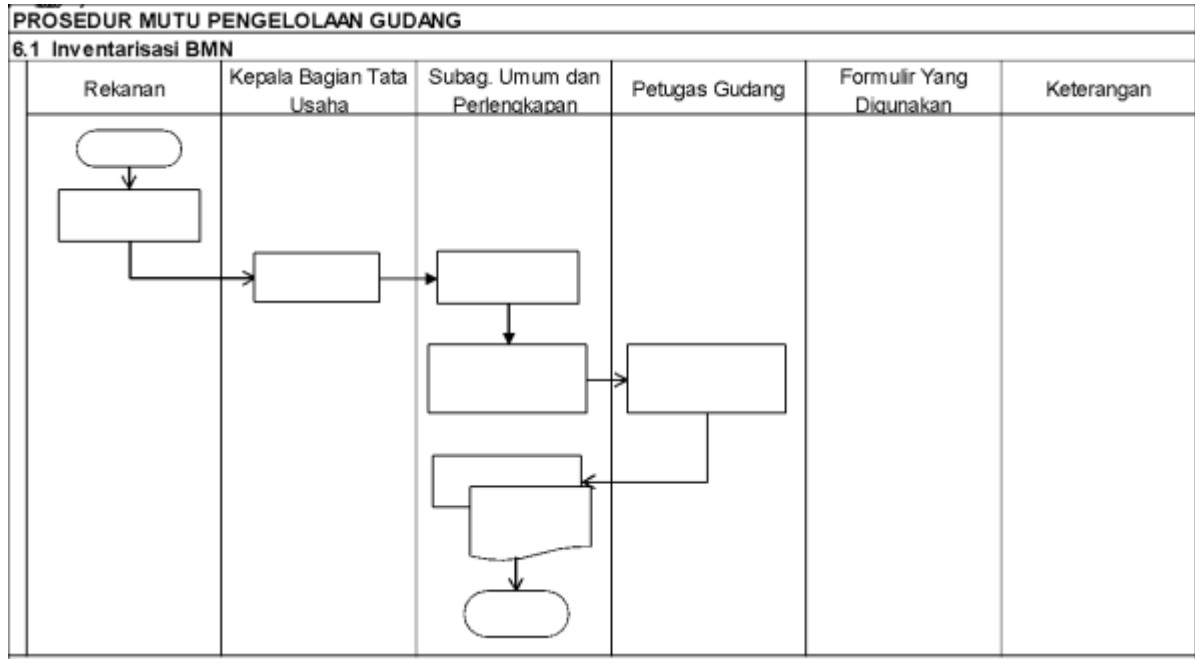 PROSEDUR MUTU PENGELOLAAN GUDANG
6.1 Inventarisasi BMN
Rekanan
Kepala Bagian Tata
Usaha
Subag. Umum dan
Perlengkapan
Petugas Gudang
Formulir Yang
Digunakan
Keterangan